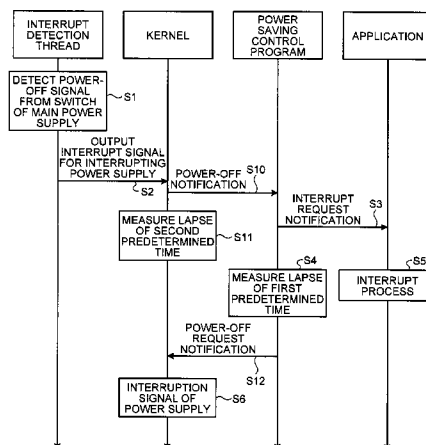 INTERRUPT
DETECTION
THREAD
KERNEL
POWER
SAVING
CONTROL
PROGRAM
APPLICATION
DETECT POWER-
OFF SIGNAL
FROM SWITCH
OF MAIN POWER
SUPPLY
S1
OUTPUT
INTERRUPT SIGNAL
FOR INTERRUPTING
POWER SUPPLY
S2
POWER-OFF
NOTIFICATION
S10
INTERRUPT
REQUEST
NOTIFICATION
S3
MEASURE LAPSE
OF SECOND
PREDETERMINED
TIME
S11
S4
MEASURE LAPSE
OF FIRST
PREDETERMINED
TIME
S5
INTERRUPT
PROCESS
POWER-OFF
REQUEST
NOTIFICATION
S12
INTERRUPTION
SIGNAL OF
POWER SUPPLY
S6